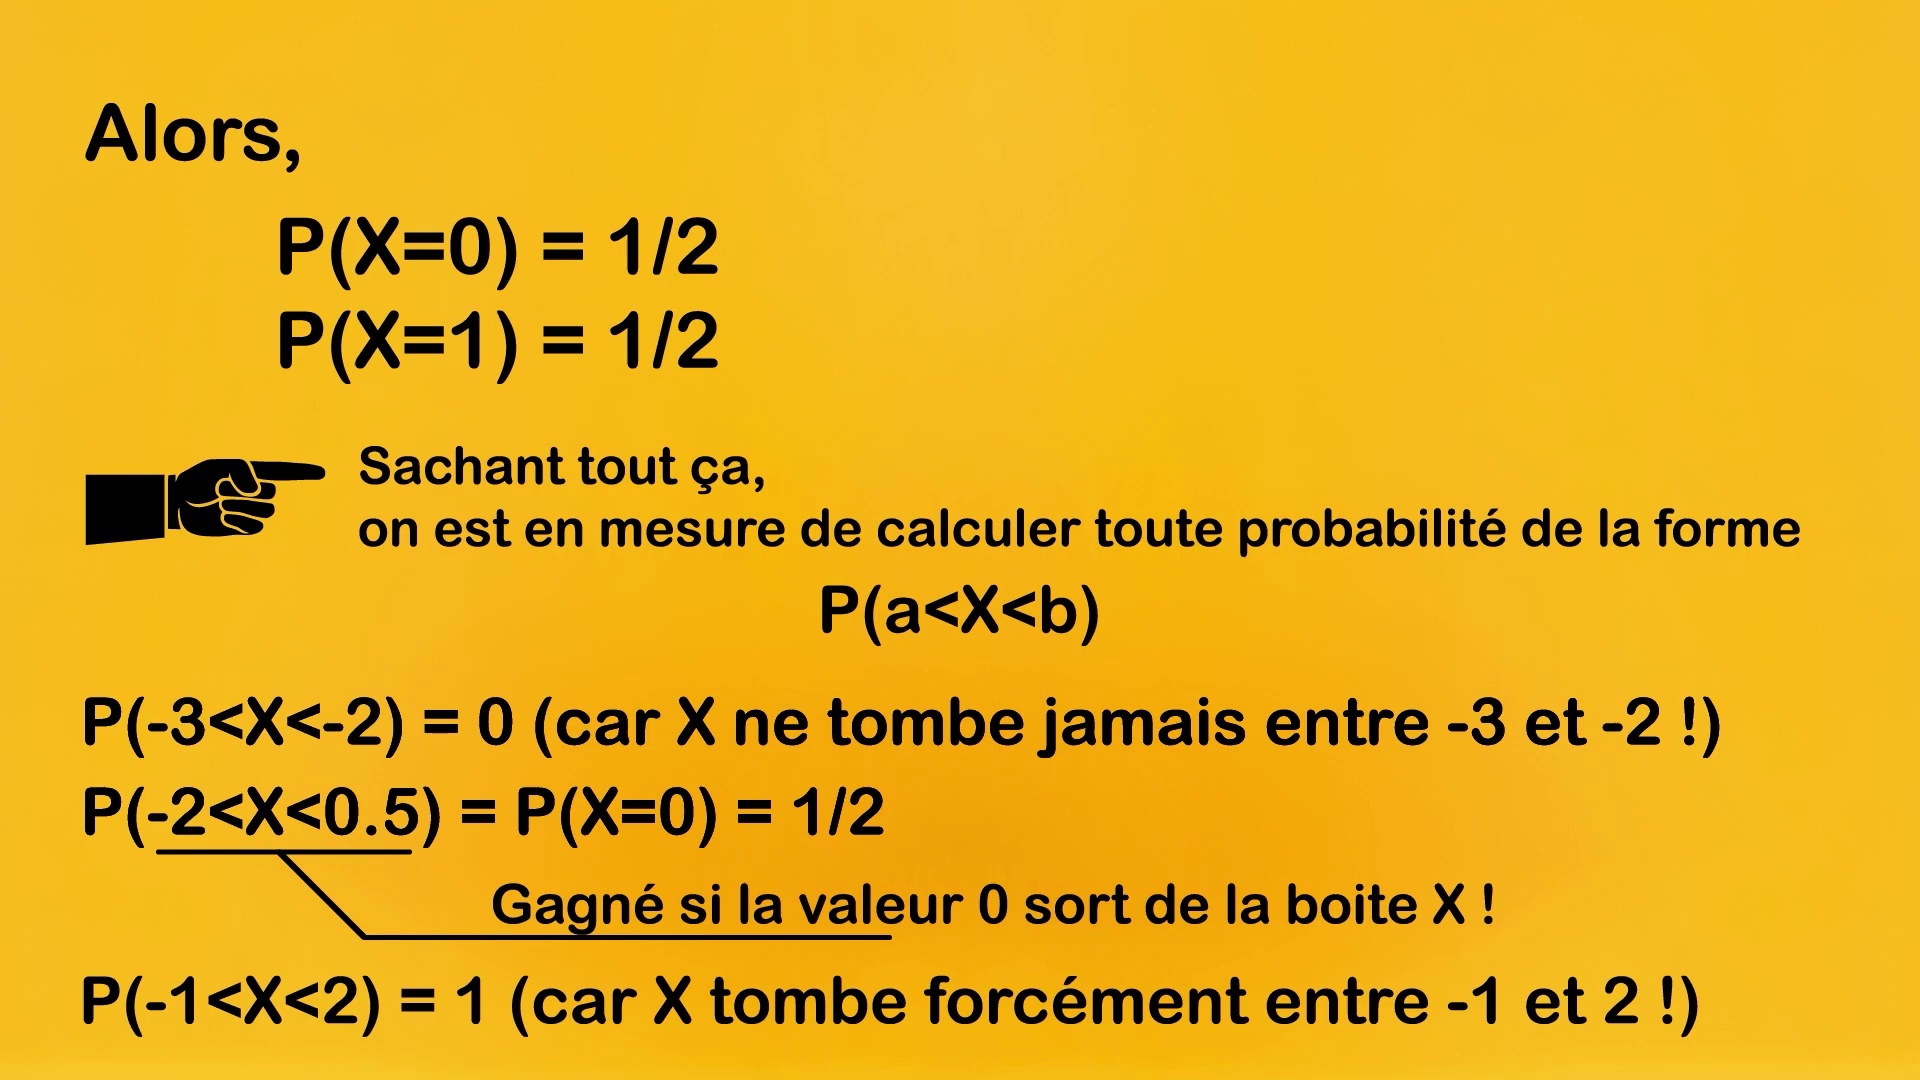 Alors,
P(X=0) = 1/2
P(X=1) = 1/2
Sachant tout ça,
on est en mesure de calculer toute probabilité de la forme
P(a<X<b)
P(-3<X<-2) = 0 (car X ne tombe jamais entre -3 et -2 !)
P(-2<X<0.5) = P(X=0) = 1/2
Gagné si la valeur 0 sort de la boite X !
P(-1<X<2) = 1 (car X tombe forcément entre -1 et 2 !)